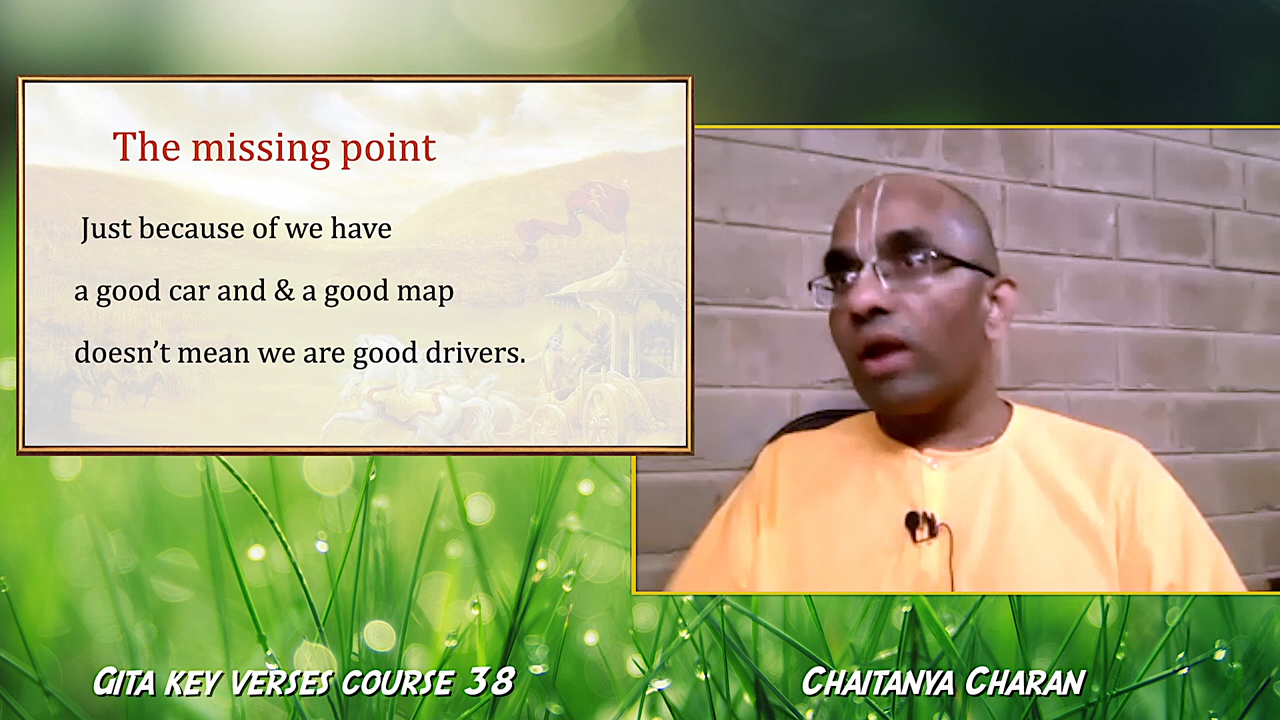 The missing point
Just because of we have
a good car and & a good map
doesn’t mean we are good drivers.
GITA KEY VERSES COURSE 38
CHAITANYA CHARAN